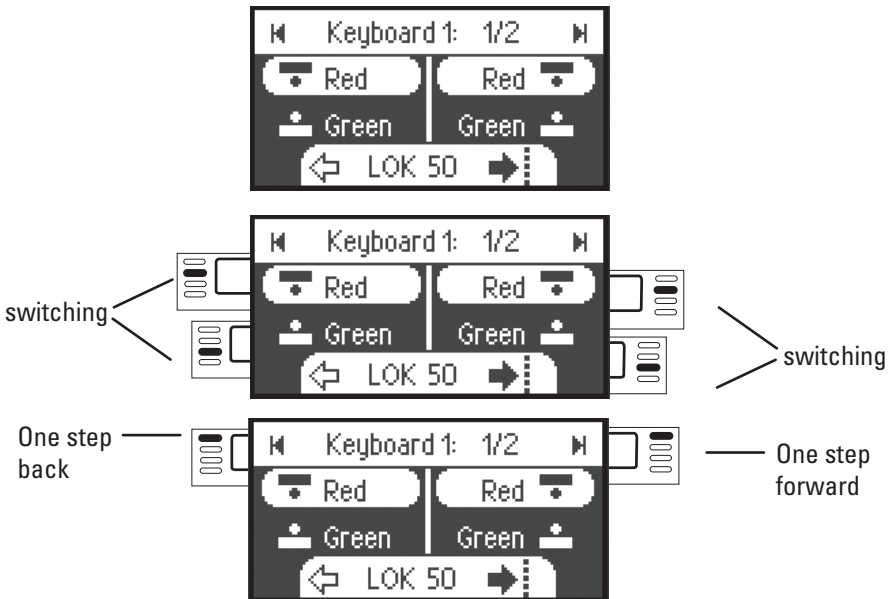 Keyboard 1: 1/2
Red Red
Green Green
LOK 50
Keyboard 1: 1/2
Red Red
switching
Green Green
switching
LOK 50
One step
back
Keyboard 1: 1/2
One step
forward
Red Red
Green Green
LOK 50